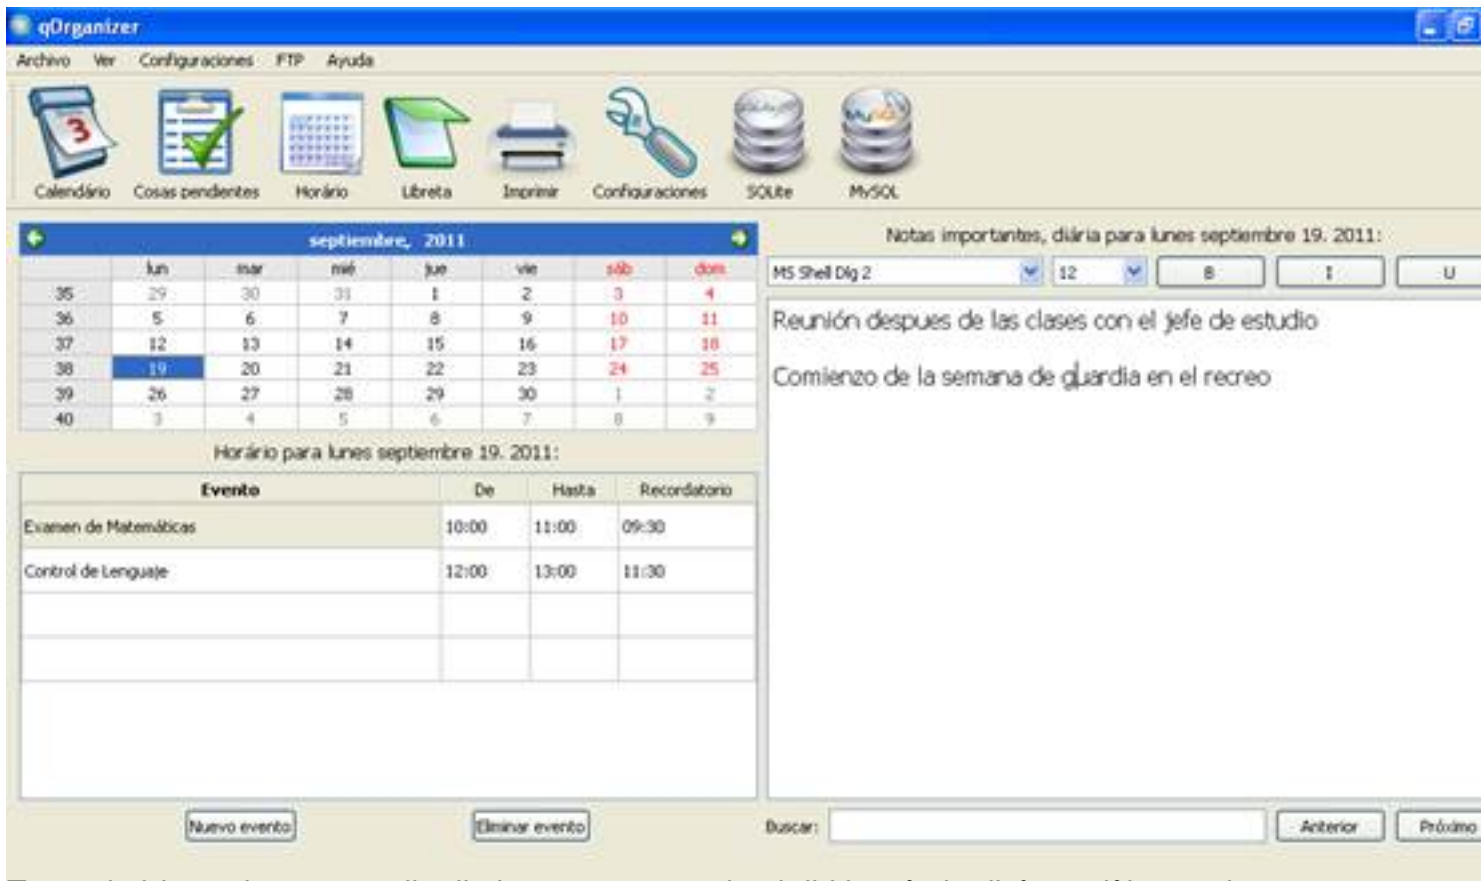 qOrganizer
Archivo Ver Configuraciones FTP Ayuda
Calendário Cosas pendentes Horário Libreta Imprimir Configuraciones SQLite MySQL
septiembre, 2011
lun mar mié jue vie sáb dom
35 29 30 31 1 2 3 4
36 5 6 7 8 9 10 11
37 12 13 14 15 16 17 18
38 19 20 21 22 23 24 25
39 26 27 28 29 30 1 2
40 3 4 5 6 7 8 9
Horário para lunes septiembre 19. 2011:
Evento De Hasta Recordatorio
Examen de Matemáticas 10:00 11:00 09:30
Control de Lenguaje 12:00 13:00 11:30
Nuevo evento Eliminar evento
Notas importantes, diária para lunes septiembre 19. 2011:
MS Shell Dlg 2 12 B I U
Reunión despues de las clases con el jefe de estudio
Comienzo de la semana de guardia en el recreo
Buscar: Anterior Próximo